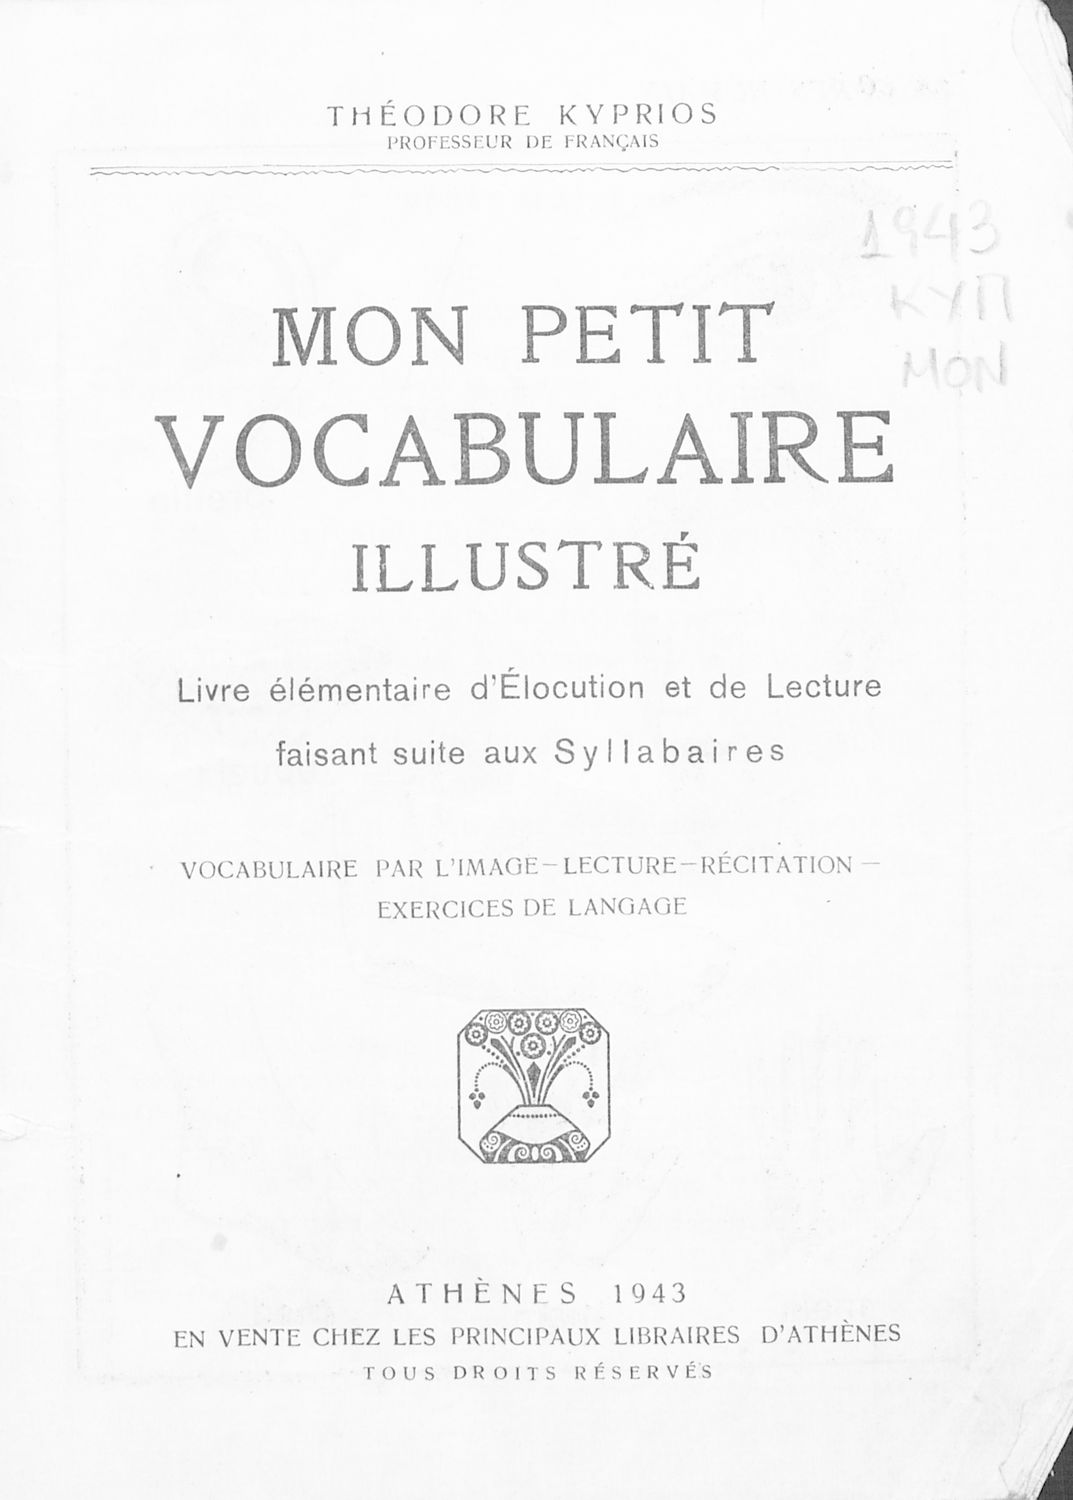 THÉODORE KYPRIOS
PROFESSEUR DE FRANÇAIS
1943
ΚΥΠ
MON
MON PETIT
VOCABULAIRE
ILLUSTRÉ
Livre élémentaire d'Élocution et de Lecture
faisant suite aux Syllabaires
VOCABULAIRE PAR L'IMAGE—LECTURE—RÉCITATION—
EXERCICES DE LANGAGE
ATHÈNES 1943
EN VENTE CHEZ LES PRINCIPAUX LIBRAIRES D'ATHÈNES
TOUS DROITS RÉSERVÉS